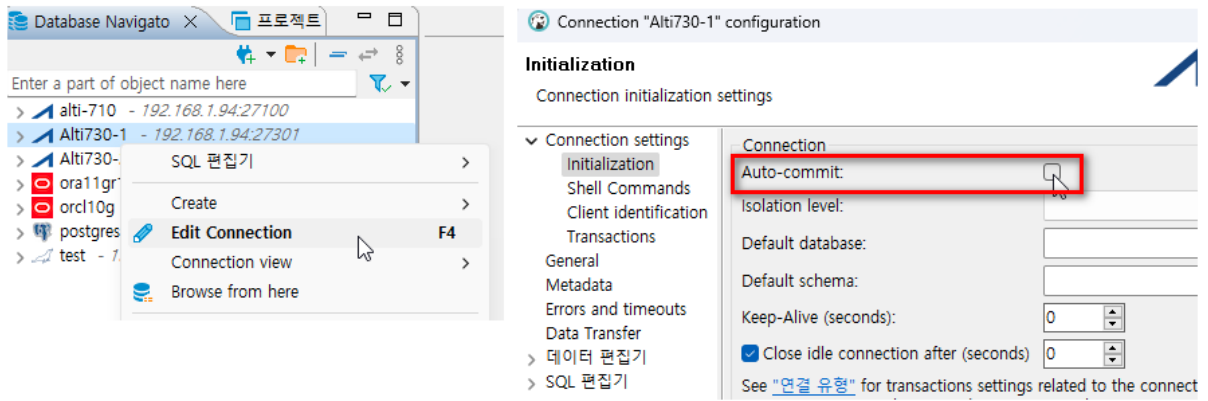 Database Navigato
프로젝트
Enter a part of object name here
alti-710 - 192.168.1.94:27100
Alti730-1 - 192.168.1.94:27301
Alti730-
ora11gr
orcl10g
postgres
test - 1
SQL 편집기
Create
Edit Connection F4
Connection view
Browse from here
Connection "Alti730-1" configuration
Initialization
Connection initialization settings
Connection settings
Initialization
Shell Commands
Client identification
Transactions
General
Metadata
Errors and timeouts
Data Transfer
데이터 편집기
SQL 편집기
Connection
Auto-commit:
Isolation level:
Default database:
Default schema:
Keep-Alive (seconds): 0
Close idle connection after (seconds) 0
See "연결 유형" for transactions settings related to the connect